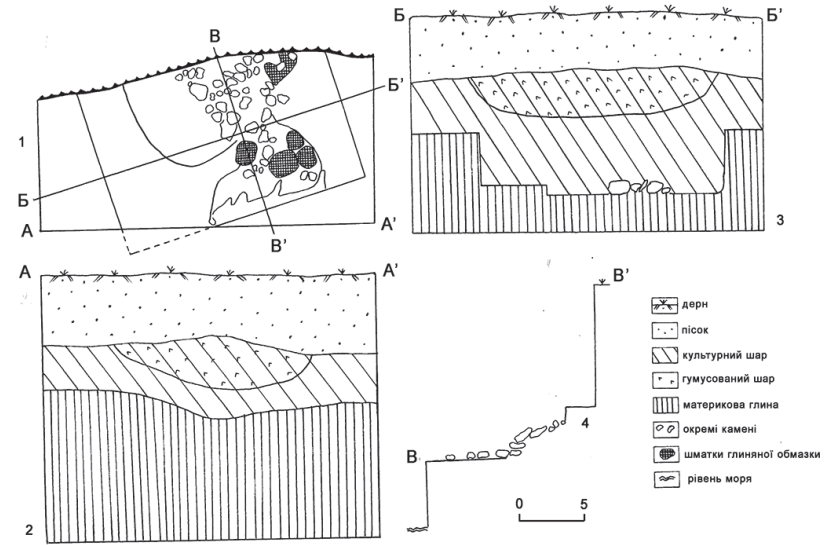 В
Б’
1
Б
А
А’
В’
Б
Б’
3
А
А’
2
В’
4
В
0
5
дерн
пісок
культурний шар
гумусований шар
материкова глина
окремі камені
шматки глиняної обмазки
рівень моря